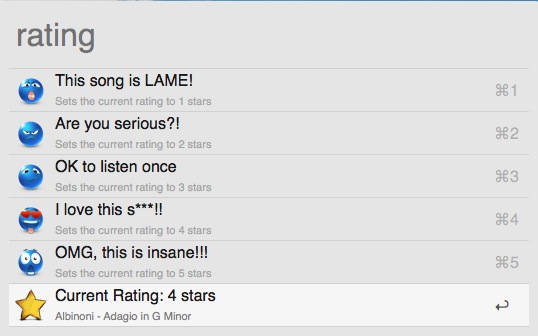 rating
This song is LAME!
Sets the current rating to 1 stars
⌘1
Are you serious?!
Sets the current rating to 2 stars
⌘2
OK to listen once
Sets the current rating to 3 stars
⌘3
I love this s***!!
Sets the current rating to 4 stars
⌘4
OMG, this is insane!!!
Sets the current rating to 5 stars
⌘5
Current Rating: 4 stars
Albinoni - Adagio in G Minor